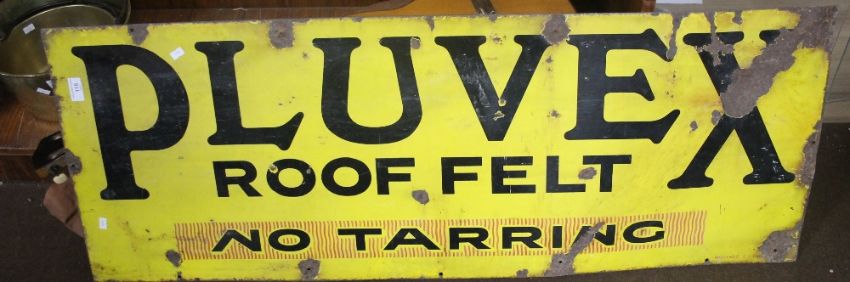 PLUVEX
ROOF FELT
NO TARRING